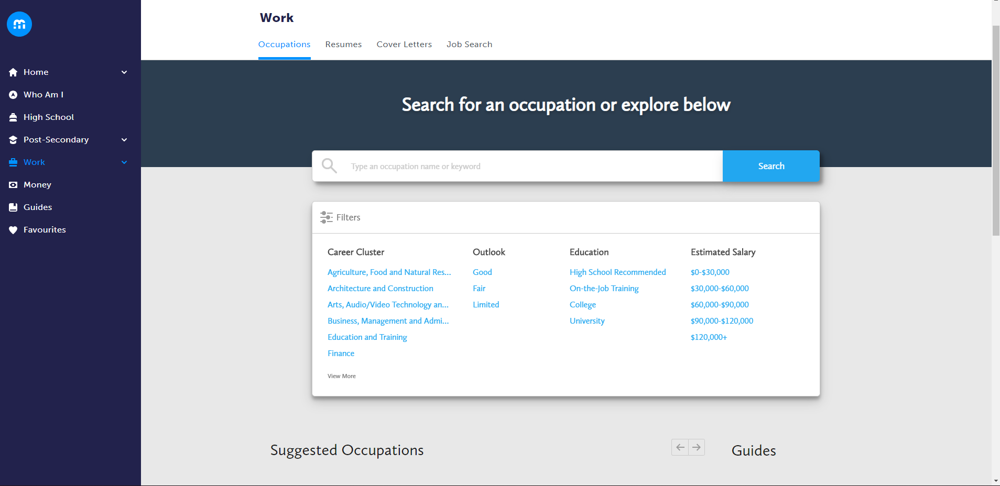 Home
Who Am I
High School
Post-Secondary
Work
Money
Guides
Favourites
Work
Occupations Resumes Cover Letters Job Search
Search for an occupation or explore below
Type an occupation name or keyword Search
Filters
Career Cluster
Agriculture, Food and Natural Res...
Architecture and Construction
Arts, Audio/Video Technology an...
Business, Management and Admi...
Education and Training
Finance
View More
Outlook
Good
Fair
Limited
Education
High School Recommended
On-the-Job Training
College
University
Estimated Salary
$0-$30,000
$30,000-$60,000
$60,000-$90,000
$90,000-$120,000
$120,000+
Suggested Occupations
Guides